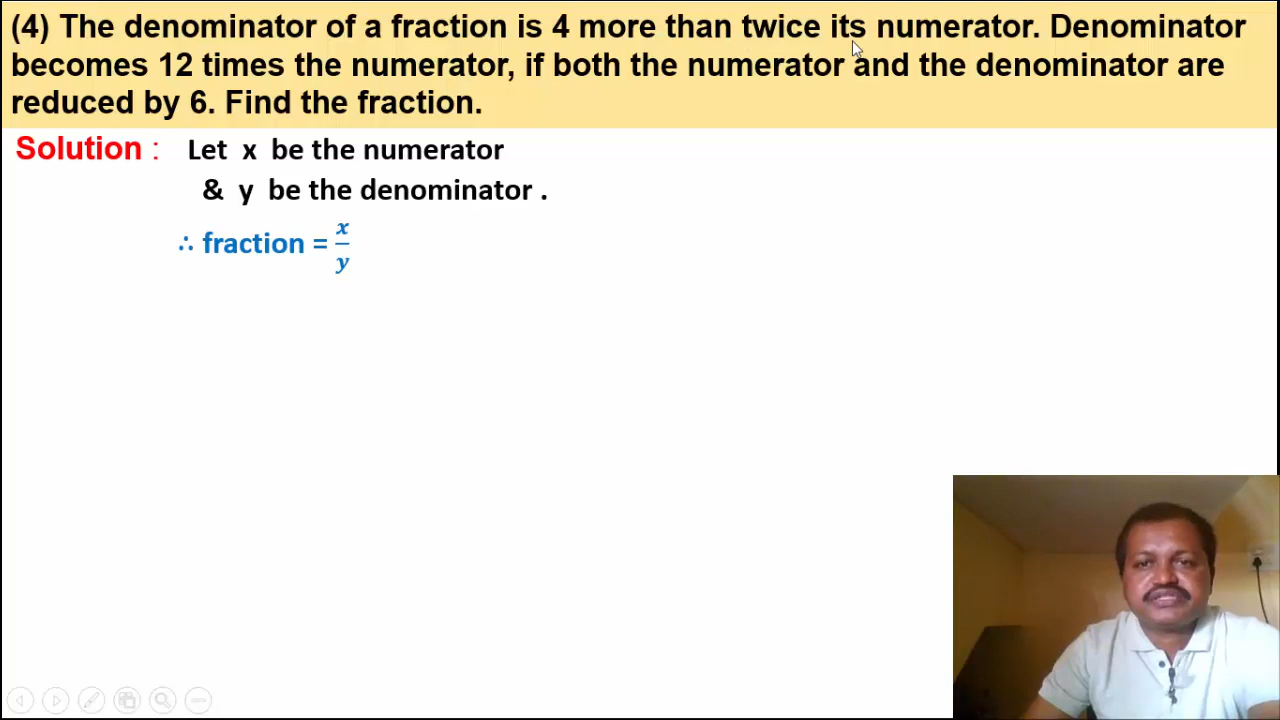 (4) The denominator of a fraction is 4 more than twice its numerator. Denominator
becomes 12 times the numerator, if both the numerator and the denominator are
reduced by 6. Find the fraction.
Solution : Let x be the numerator
& y be the denominator .
∴ fraction = x/y